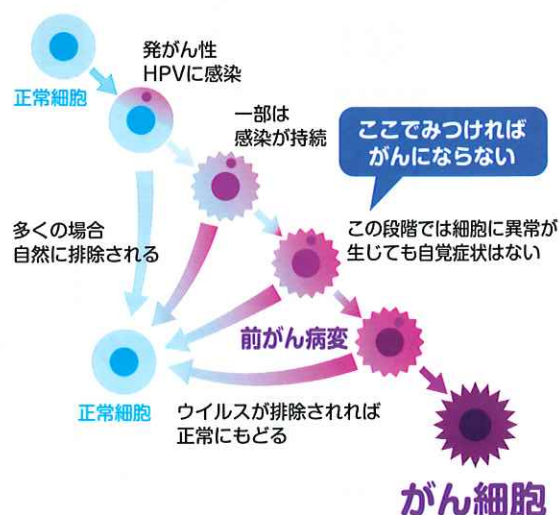 発がん性
HPVに感染
正常細胞
一部は
感染が持続
ここでみつければ
がんにならない
多くの場合
自然に排除される
この段階では細胞に異常が
生じても自覚症状はない
前がん病変
正常細胞
ウイルスが排除されれば
正常にもどる
がん細胞